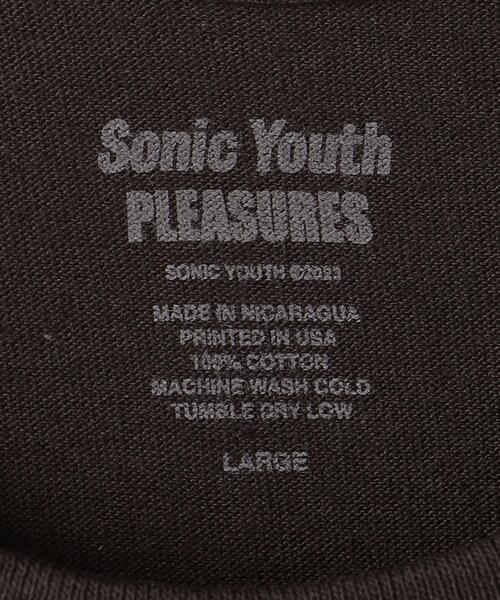 Sonic Youth
PLEASURES
SONIC YOUTH ©2023
MADE IN NICARAGUA
PRINTED IN USA
100% COTTON
MACHINE WASH COLD
TUMBLE DRY LOW
LARGE